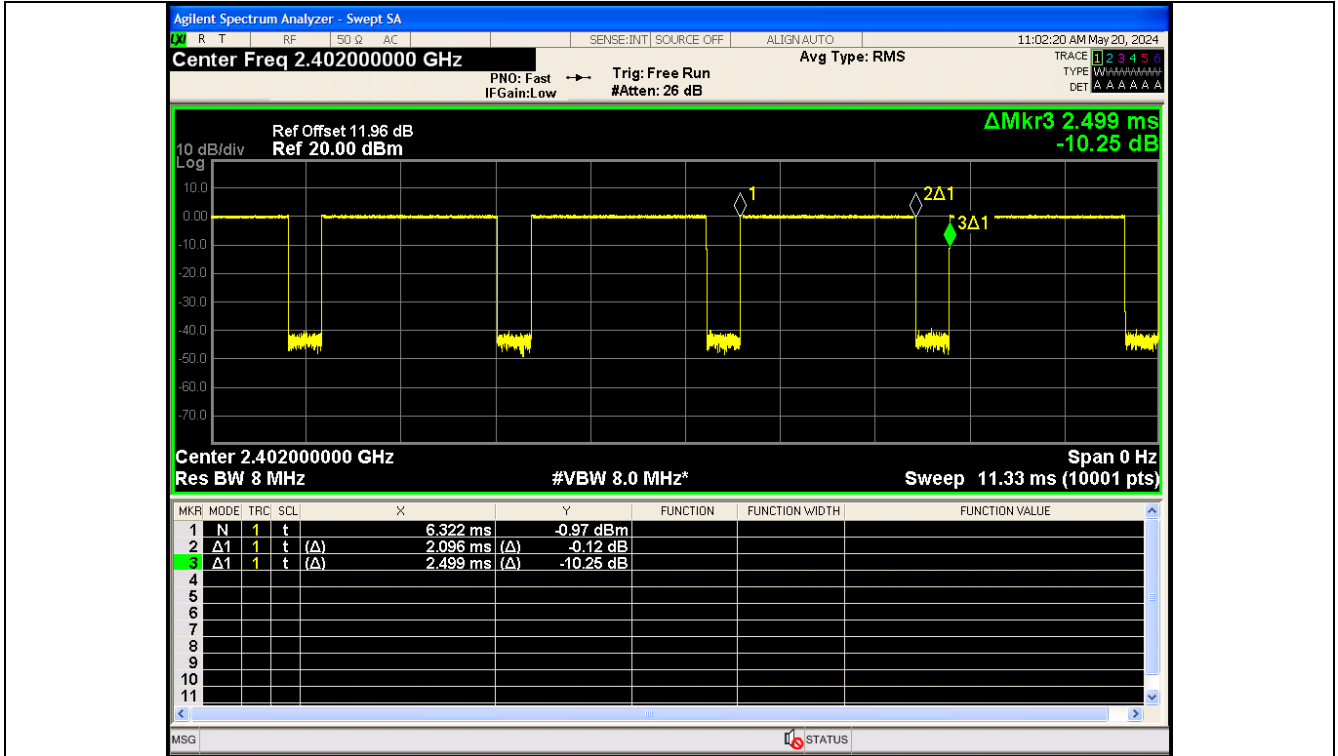 Agilent Spectrum Analyzer - Swept SA
LXI R T RF 50 Ω AC SENSE:INT SOURCE OFF ALIGN AUTO 11:02:20 AM May 20, 2024
Center Freq 2.402000000 GHz Avg Type: RMS TRACE 1 2 3 4 5 6
PNO: Fast Trig: Free Run TYPE WWWWWW
IFGain:Low #Atten: 26 dB DET A A A A A A
ΔMkr3 2.499 ms
Ref Offset 11.96 dB
10 dB/div Ref 20.00 dBm -10.25 dB
Log
10.0
0.00
-10.0
-20.0
-30.0
-40.0
-50.0
-60.0
-70.0
1
2Δ1
3Δ1
Center 2.402000000 GHz Span 0 Hz
Res BW 8 MHz #VBW 8.0 MHz* Sweep 11.33 ms (10001 pts)
MKR MODE TRC SCL X Y FUNCTION FUNCTION WIDTH FUNCTION VALUE
1 N 1 t 6.322 ms -0.97 dBm
2 Δ1 1 t (Δ) 2.096 ms (Δ) -0.12 dB
3 Δ1 1 t (Δ) 2.499 ms (Δ) -10.25 dB
4
5
6
7
8
9
10
11
MSG STATUS